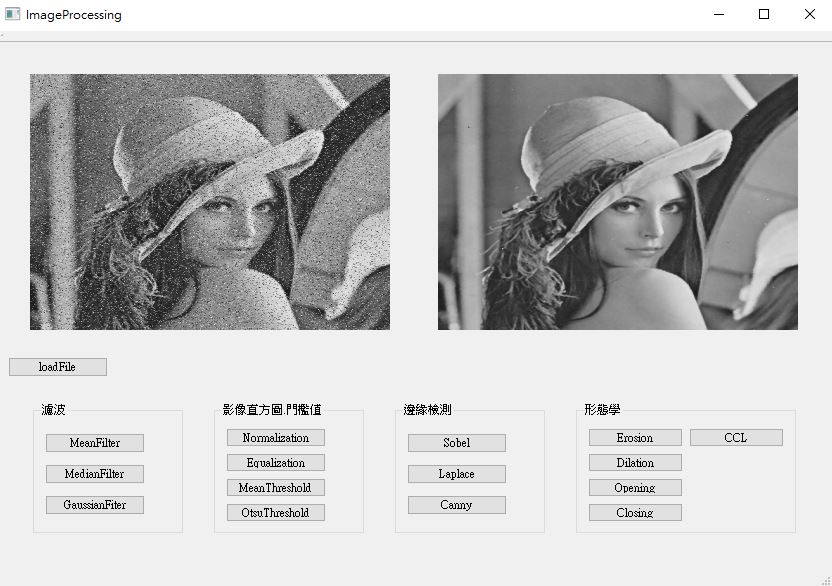 ImageProcessing
loadFile
濾波
MeanFilter
MedianFilter
GaussianFiter
影像直方圖.門檻值
Normalization
Equalization
MeanThreshold
OtsuThreshold
邊緣檢測
Sobel
Laplace
Canny
形態學
Erosion
CCL
Dilation
Opening
Closing